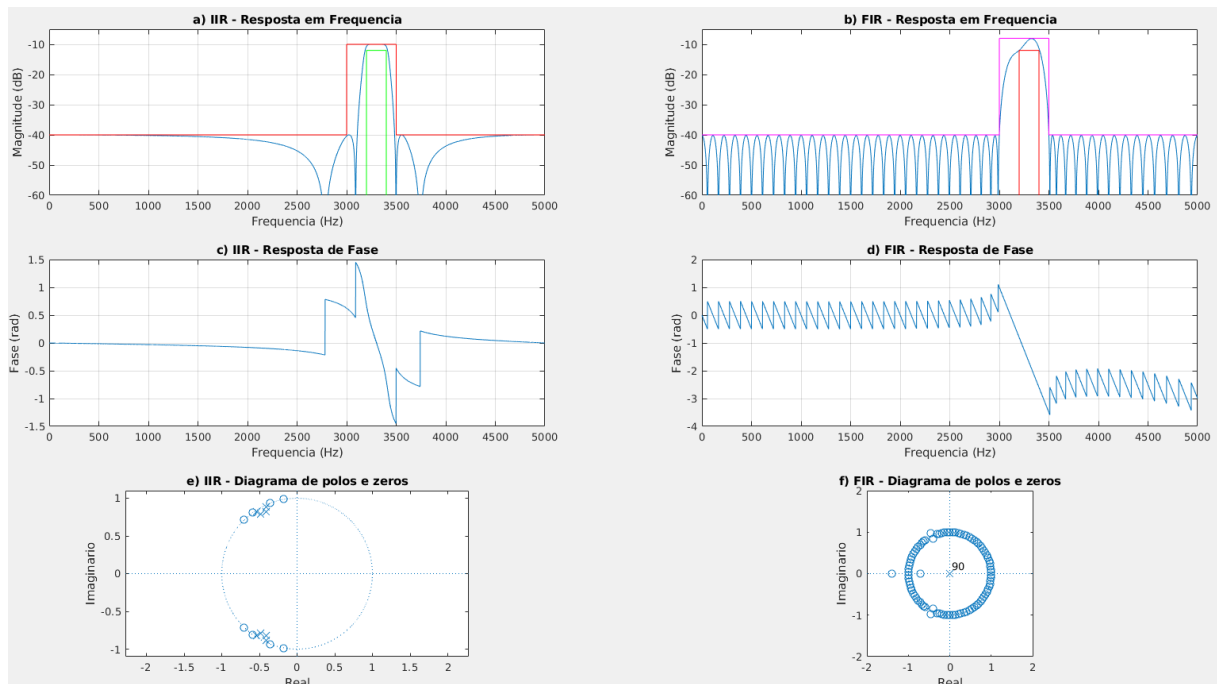 a) IIR - Resposta em Frequencia
Magnitude (dB)
-10
-20
-30
-40
-50
-60
0 500 1000 1500 2000 2500 3000 3500 4000 4500 5000
Frequencia (Hz)
b) FIR - Resposta em Frequencia
Magnitude (dB)
-10
-20
-30
-40
-50
-60
0 500 1000 1500 2000 2500 3000 3500 4000 4500 5000
Frequencia (Hz)
c) IIR - Resposta de Fase
Fase (rad)
1.5
1
0.5
0
-0.5
-1
-1.5
0 500 1000 1500 2000 2500 3000 3500 4000 4500 5000
Frequencia (Hz)
d) FIR - Resposta de Fase
Fase (rad)
2
1
0
-1
-2
-3
-4
0 500 1000 1500 2000 2500 3000 3500 4000 4500 5000
Frequencia (Hz)
e) IIR - Diagrama de polos e zeros
Imaginario
1
0.5
0
-0.5
-1
-2 -1.5 -1 -0.5 0 0.5 1 1.5 2
Real
f) FIR - Diagrama de polos e zeros
Imaginario
2
1
0
-1
-2
90
-2 -1 0 1 2
Real